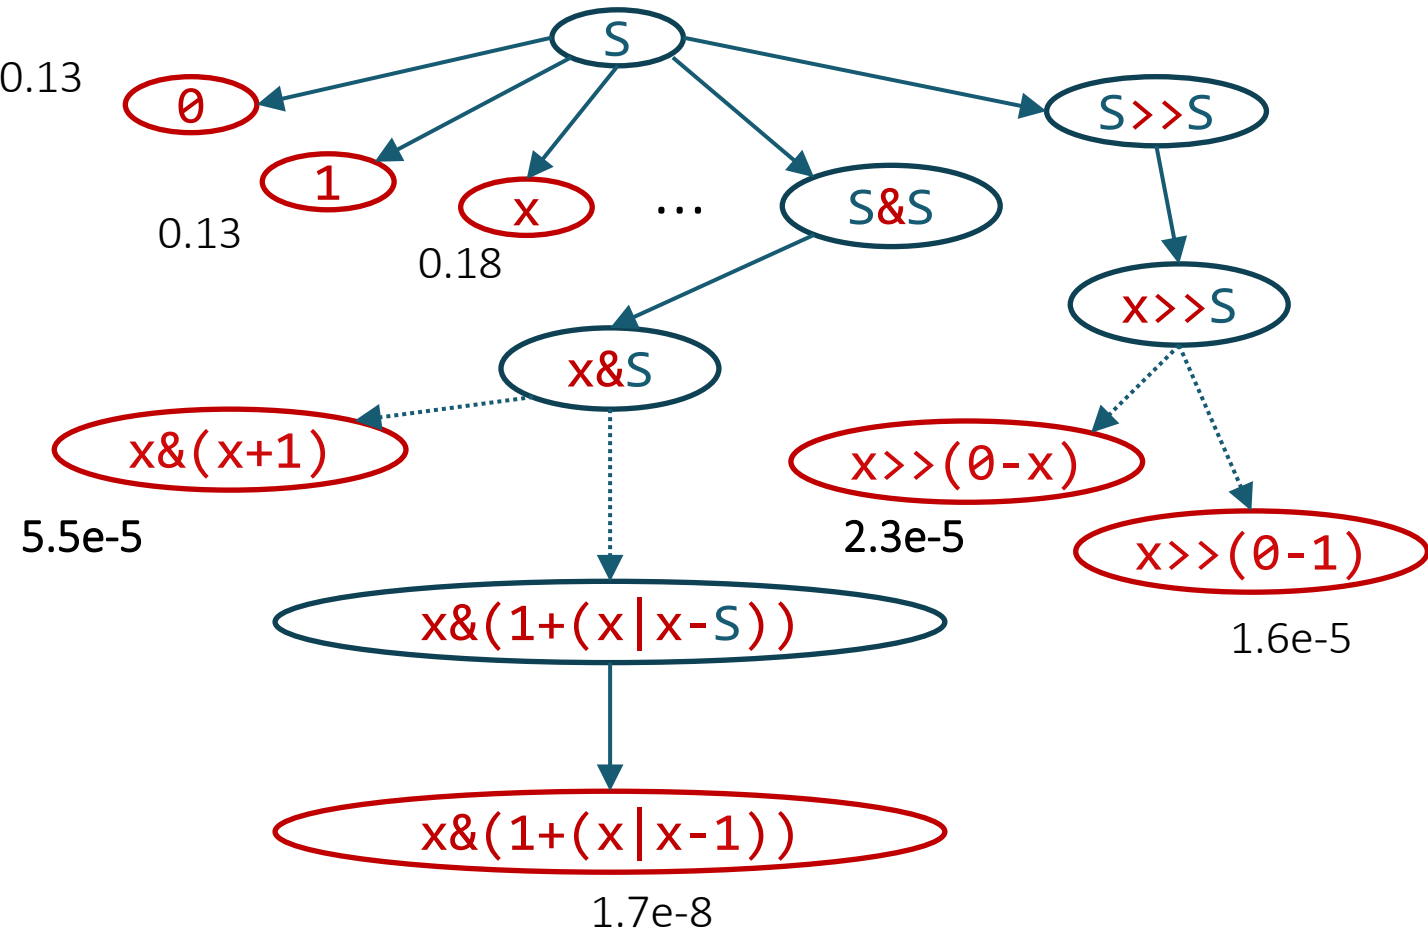 S
0.13
0
S>>S
1
x
...
S&S
0.13
0.18
x>>S
x&S
x&(x+1)
x>>(0-x)
5.5e-5
2.3e-5
x>>(0-1)
x&(1+(x|x-S))
1.6e-5
x&(1+(x|x-1))
1.7e-8